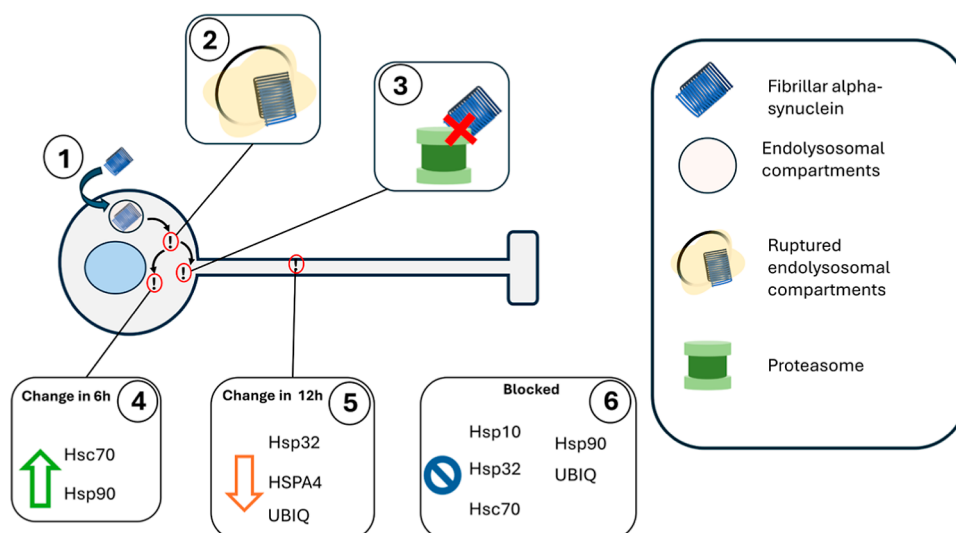 2
3
1
Fibrillar alpha-
synuclein
Endolysosomal
compartments
Ruptured
endolysosomal
compartments
Proteasome
!
!
!
!
Change in 6h
4
Hsc70
Hsp90
Change in 12h
5
Hsp32
HSPA4
UBIQ
Blocked
6
Hsp10
Hsp32
Hsc70
Hsp90
UBIQ